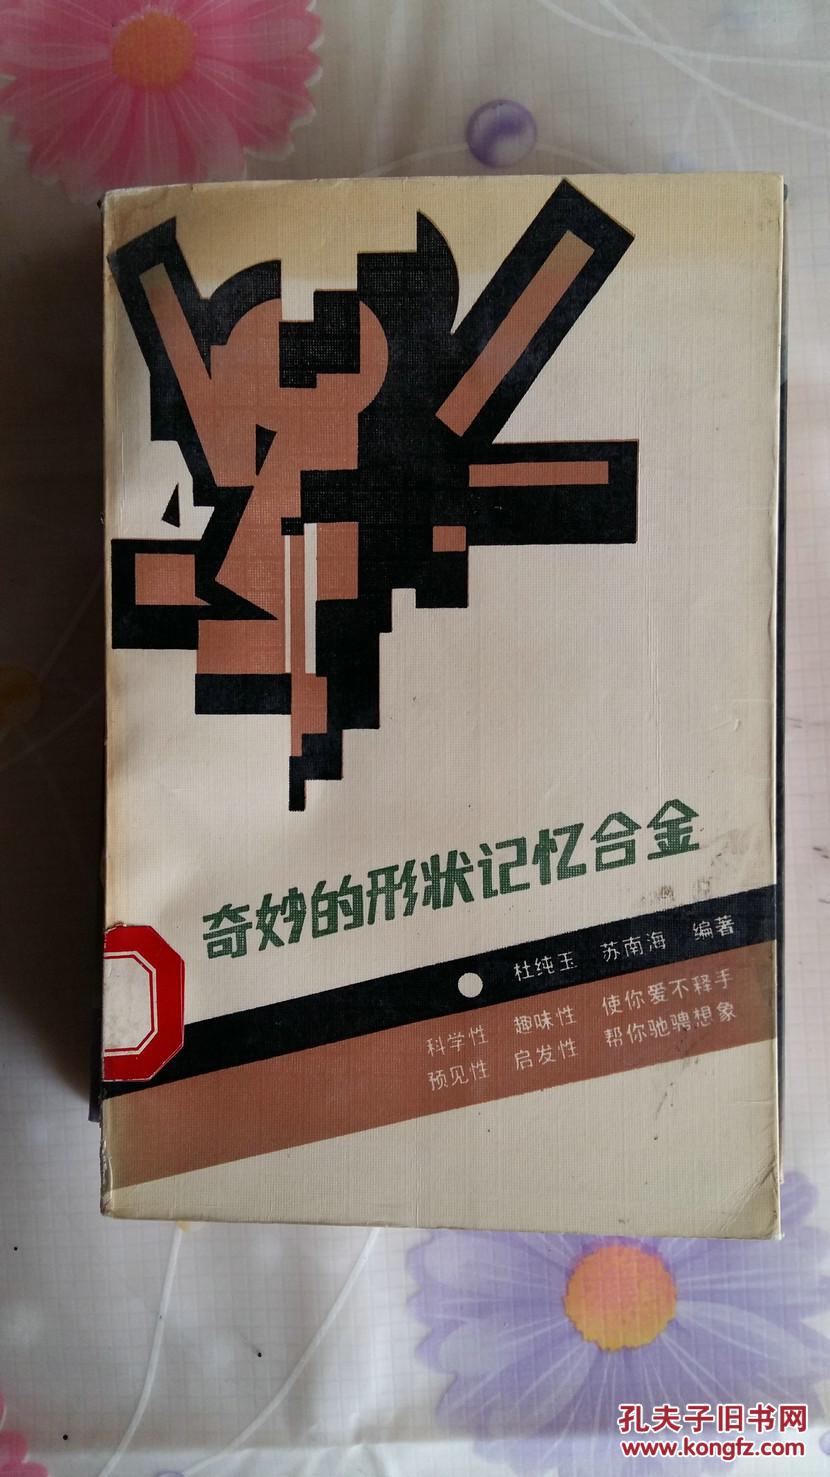 奇妙的形状记忆合金
杜纯玉 苏南海 编著
科学性 趣味性 使你爱不释手
预见性 启发性 帮你驰骋想象
孔夫子旧书网
www.kongfz.com